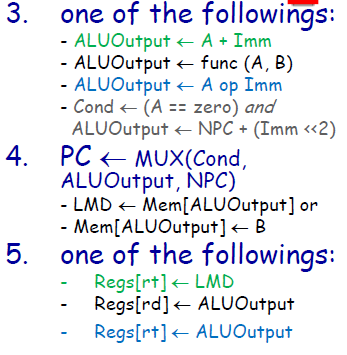 3. one of the followings:
- ALUOutput ← A + Imm
- ALUOutput ← func (A, B)
- ALUOutput ← A op Imm
- Cond ← (A == zero) and
ALUOutput ← NPC + (Imm <<2)
4. PC ← MUX(Cond,
ALUOutput, NPC)
- LMD ← Mem[ALUOutput] or
- Mem[ALUOutput] ← B
5. one of the followings:
- Regs[rt] ← LMD
- Regs[rd] ← ALUOutput
- Regs[rt] ← ALUOutput